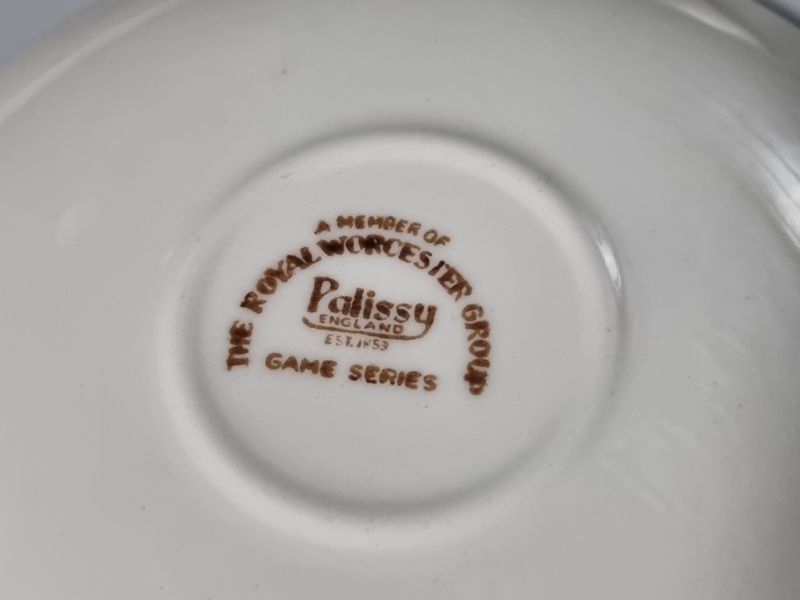 A MEMBER OF
THE ROYAL WORCESTER GROUP
Palissy
ENGLAND
EST. 1853
GAME SERIES